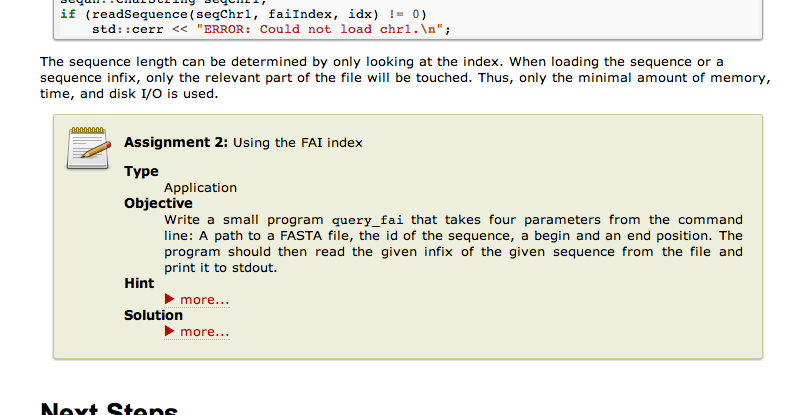 if (readSequence(seqChr1, faiIndex, idx) != 0)
std::cerr << "ERROR: Could not load chr1.\n";
The sequence length can be determined by only looking at the index. When loading the sequence or a
sequence infix, only the relevant part of the file will be touched. Thus, only the minimal amount of memory,
time, and disk I/O is used.
Assignment 2: Using the FAI index
Type
Application
Objective
Write a small program query_fai that takes four parameters from the command
line: A path to a FASTA file, the id of the sequence, a begin and an end position. The
program should then read the given infix of the given sequence from the file and
print it to stdout.
Hint
▶ more...
Solution
▶ more...
Next Steps